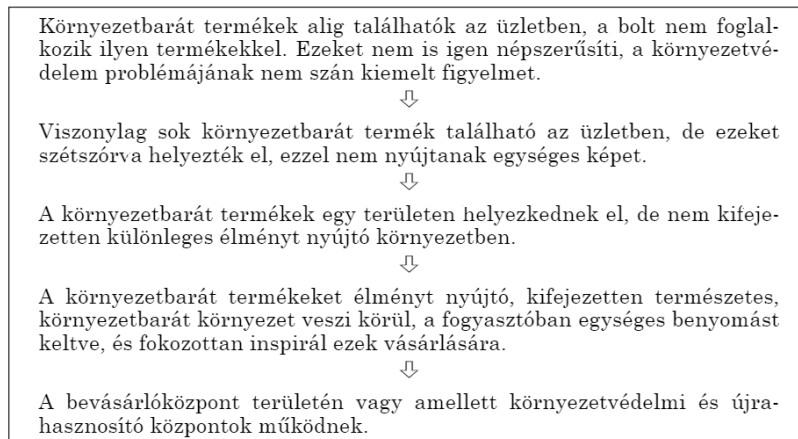 Környezetbarát termékek alig találhatók az üzletben, a bolt nem foglal-
kozik ilyen termékekkel. Ezeket nem is igen népszerűsíti, a környezetvé-
delem problémájának nem szán kiemelt figyelmet.
⇩
Viszonylag sok környezetbarát termék található az üzletben, de ezeket
szétszórva helyezték el, ezzel nem nyújtanak egységes képet.
⇩
A környezetbarát termékek egy területen helyezkednek el, de nem kifeje-
zetten különleges élményt nyújtó környezetben.
⇩
A környezetbarát termékeket élményt nyújtó, kifejezetten természetes,
környezetbarát környezet veszi körül, a fogyasztóban egységes benyomást
keltve, és fokozottan inspirál ezek vásárlására.
⇩
A bevásárlóközpont területén vagy amellett környezetvédelmi és újra-
hasznosító központok működnek.